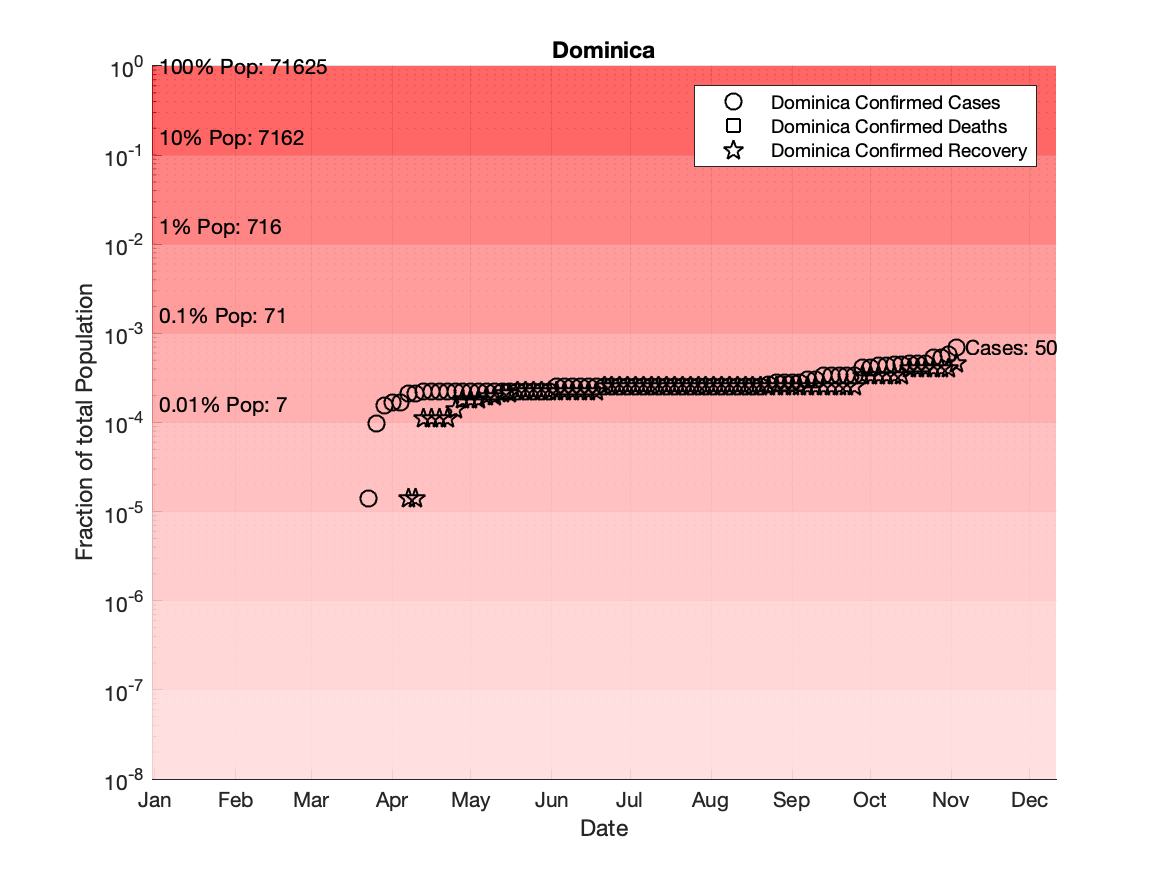 Dominica
10^0
10^-1
10^-2
10^-3
10^-4
10^-5
10^-6
10^-7
10^-8
Fraction of total Population
100% Pop: 71625
10% Pop: 7162
1% Pop: 716
0.1% Pop: 71
0.01% Pop: 7
Dominica Confirmed Cases
Dominica Confirmed Deaths
Dominica Confirmed Recovery
Cases: 50
Jan Feb Mar Apr May Jun Jul Aug Sep Oct Nov Dec
Date